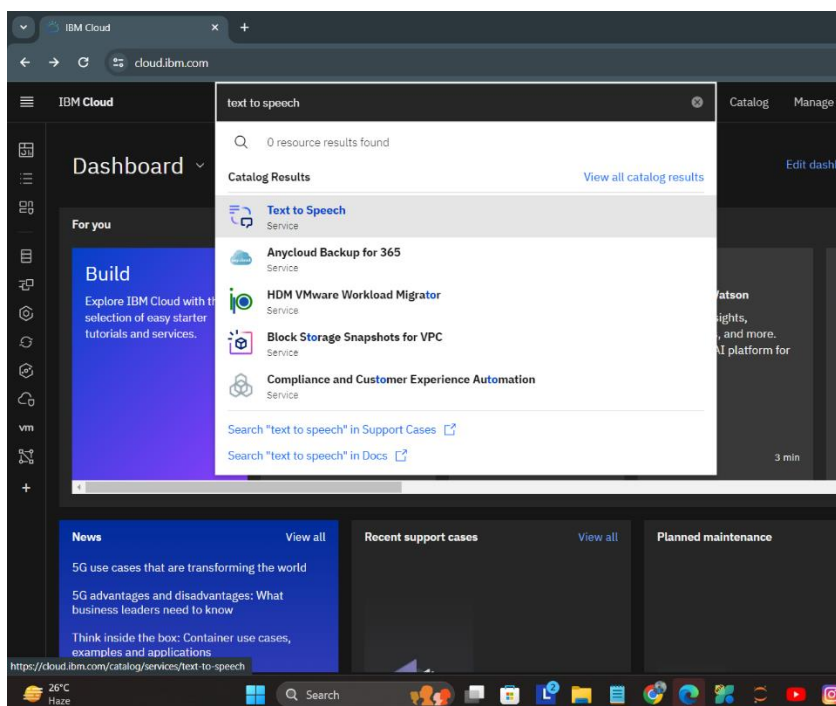 IBM Cloud
cloud.ibm.com
IBM Cloud
text to speech
Catalog
Manage
0 resource results found
Dashboard
Edit dash
Catalog Results
View all catalog results
Text to Speech
Service
For you
Anycloud Backup for 365
Service
Build
HDM VMware Workload Migrator
Service
Explore IBM Cloud with th
selection of easy starter
tutorials and services.
Block Storage Snapshots for VPC
Service
Compliance and Customer Experience Automation
Service
atson
sights,
, and more.
AI platform for
Search "text to speech" in Support Cases
Search "text to speech" in Docs
vm
3 min
News
View all
Recent support cases
View all
Planned maintenance
5G use cases that are transforming the world
5G advantages and disadvantages: What
business leaders need to know
Think inside the box: Container use cases,
examples and applications
https://cloud.ibm.com/catalog/services/text-to-speech
26°C
Haze
Search
L
2